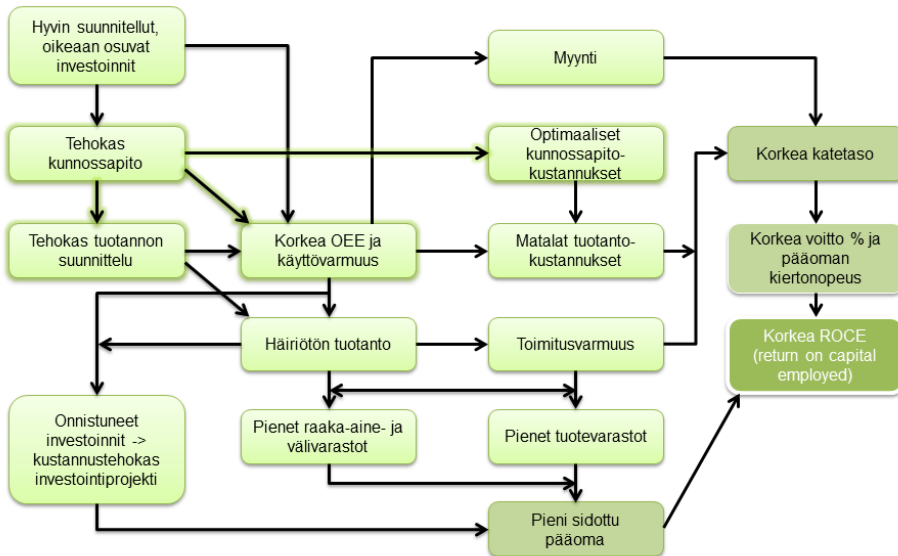 Hyvin suunnitellut,
oikeaan osuvat
investoinnit
Myynti
Tehokas
kunnossapito
Optimaaliset
kunnossapito-
kustannukset
Korkea katetaso
Tehokas tuotannon
suunnittelu
Korkea OEE ja
käyttövarmuus
Matalat tuotanto-
kustannukset
Korkea voitto % ja
pääoman
kiertonopeus
Häiriötön tuotanto
Toimitusvarmuus
Korkea ROCE
(return on capital
employed)
Onnistuneet
investoinnit ->
kustannustehokas
investointiprojekti
Pienet raaka-aine- ja
välivarastot
Pienet tuotevarastot
Pieni sidottu
pääoma